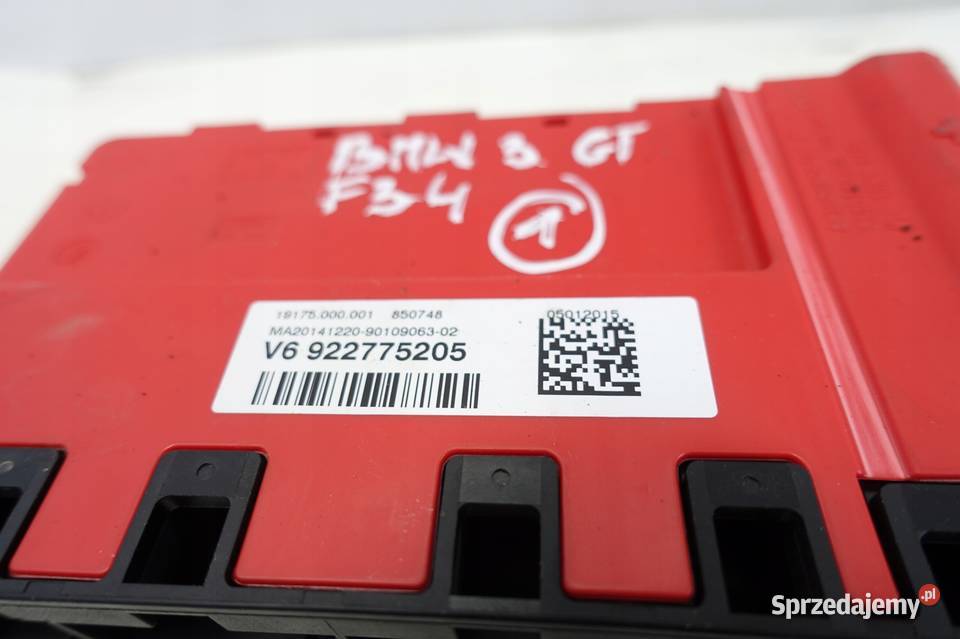 BMW 3 GT
F34
1
19175.000.001 850748 05012015
MA20141220-90109063-02
V6 922775205
Sprzedajemy.pl